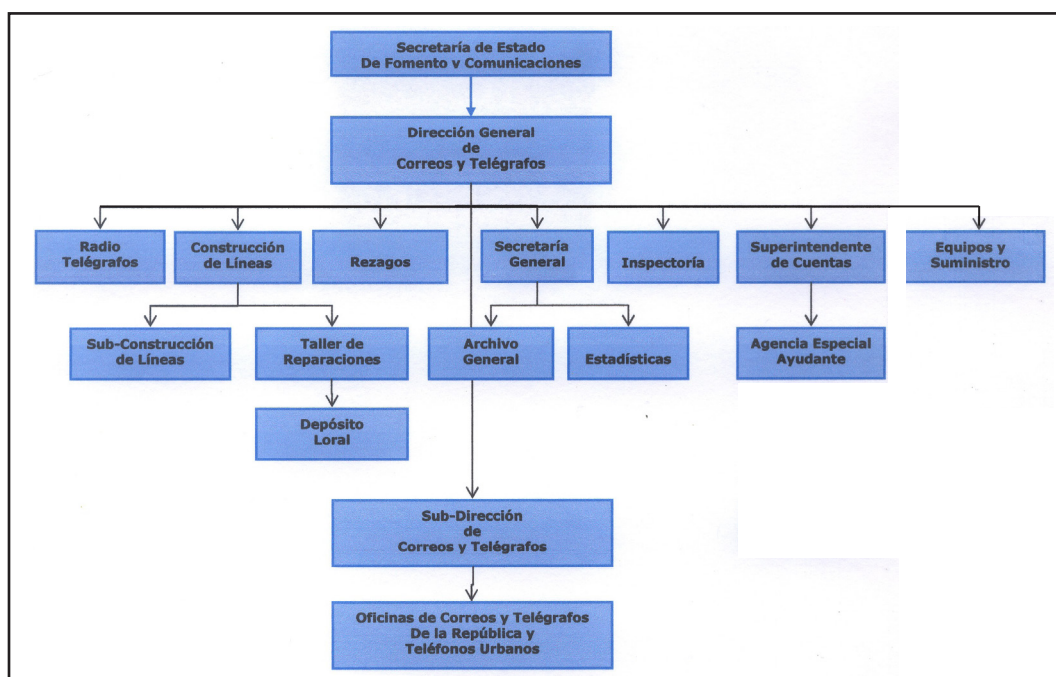 Secretaría de Estado
De Fomento y Comunicaciones
Dirección General
de
Correos y Telégrafos
Radio
Telégrafos
Construcción
de Líneas
Rezagos
Secretaría
General
Inspectoría
Superintendente
de Cuentas
Equipos y
Suministro
Sub-Construcción
de Líneas
Taller de
Reparaciones
Archivo
General
Estadísticas
Agencia Especial
Ayudante
Depósito
Loral
Sub-Dirección
de
Correos y Telégrafos
Oficinas de Correos y Telégrafos
De la República y
Teléfonos Urbanos